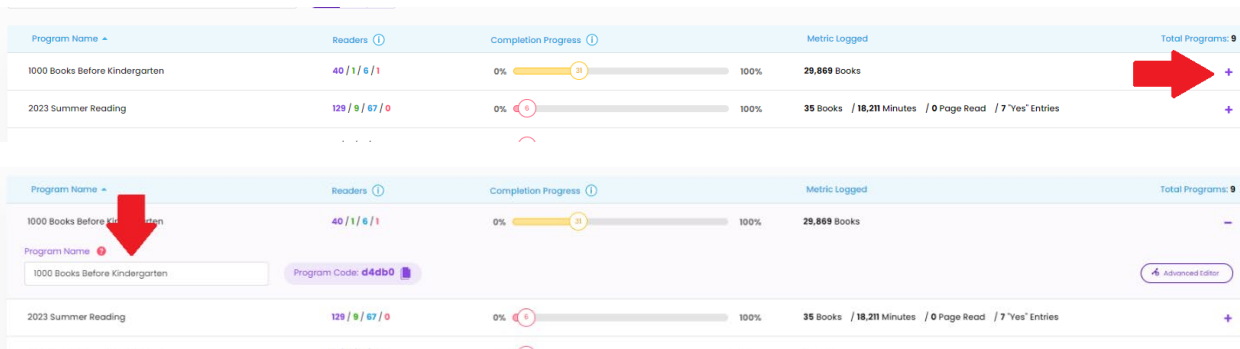 Program Name Readers Completion Progress Metric Logged Total Programs: 9
1000 Books Before Kindergarten 40 / 1 / 6 / 1 0% 31 100% 29,869 Books +
2023 Summer Reading 129 / 9 / 67 / 0 0% 6 100% 35 Books / 18,211 Minutes / 0 Page Read / 7 "Yes" Entries +
Program Name Readers Completion Progress Metric Logged Total Programs: 9
1000 Books Before Kindergarten 40 / 1 / 6 / 1 0% 31 100% 29,869 Books −
Program Name
1000 Books Before Kindergarten Program Code: d4db0 Advanced Editor
2023 Summer Reading 129 / 9 / 67 / 0 0% 6 100% 35 Books / 18,211 Minutes / 0 Page Read / 7 "Yes" Entries +